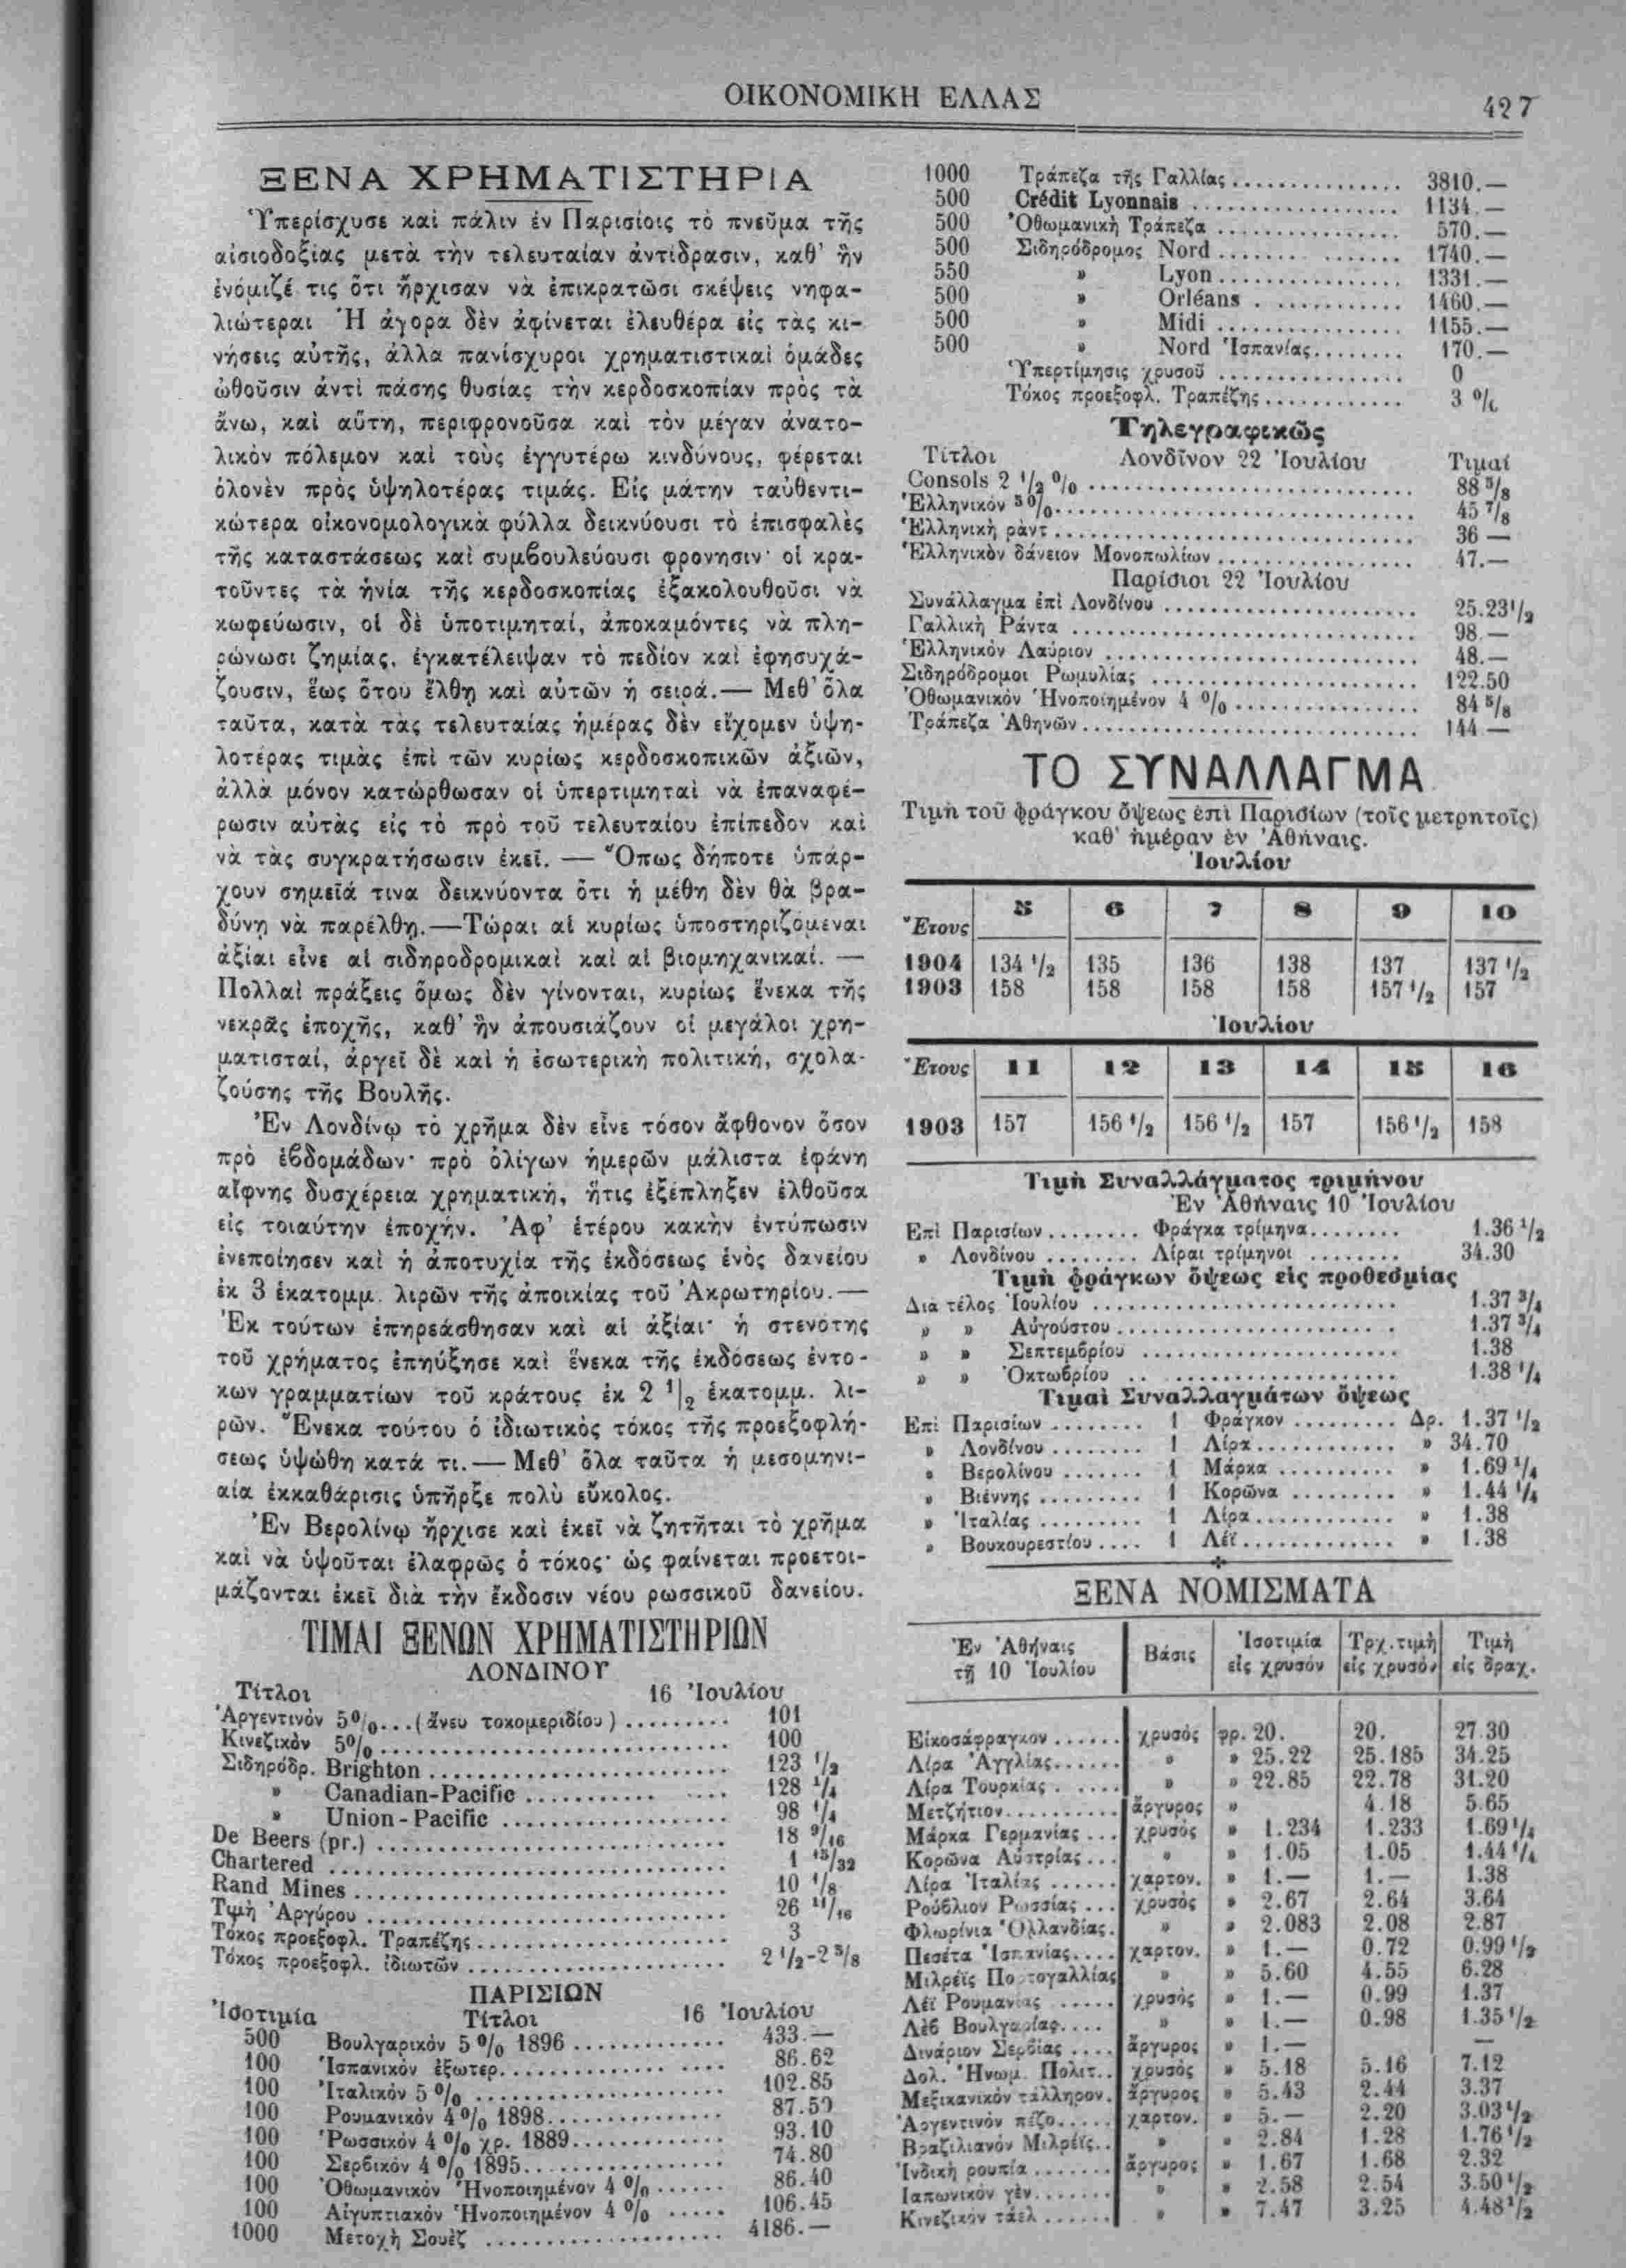 ΟΙΚΟΝΟΜΙΚΗ ΕΛΛΑΣ
427
ΞΕΝΑ ΧΡΗΜΑΤΙΣΤΗΡΙΑ
Ὑπερίσχυσε καὶ πάλιν ἐν Παρισίοις τὸ πνεῦμα τῆς
αἰσιοδοξίας μετὰ τὴν τελευταίαν ἀντίδρασιν, καθ’ ἣν
ἐνόμιζέ τις ὅτι ἤρχισαν νὰ ἐπικρατῶσι σκέψεις νηφα-
λιώτεραι Ἡ ἀγορα δὲν ἀφίνεται ἐλευθέρα εἰς τὰς κι-
νήσεις αὐτῆς, ἀλλα πανίσχυροι χρηματιστικαὶ ὁμάδες
ὠθοῦσιν ἀντὶ πάσης θυσίας τὴν κερδοσκοπίαν πρὸς τὰ
ἄνω, καὶ αὕτη, περιφρονοῦσα καὶ τὸν μέγαν ἀνατο-
λικὸν πόλεμον καὶ τοὺς ἐγγυτέρω κινδύνους, φέρεται
ὁλονὲν πρὸς ὑψηλοτέρας τιμάς. Εἰς μάτην ταὐθεντι-
κώτερα οἰκονομολογικὰ φύλλα δεικνύουσι τὸ ἐπισφαλὲς
τῆς καταστάσεως καὶ συμβουλεύουσι φρονησιν· οἱ κρα-
τοῦντες τὰ ἡνία τῆς κερδοσκοπίας ἐξακολουθοῦσι νὰ
κωφεύωσιν, οἱ δὲ ὑποτιμηταί, ἀποκαμόντες νὰ πλη-
ρώνωσι ζημίας, ἐγκατέλειψαν τὸ πεδίον καὶ ἐφησυχά-
ζουσιν, ἕως ὅτου ἔλθῃ καὶ αὐτῶν ἡ σειρά.— Μεθ’ ὅλα
ταῦτα, κατὰ τὰς τελευταίας ἡμέρας δὲν εἴχομεν ὑψη-
λοτέρας τιμὰς ἐπὶ τῶν κυρίως κερδοσκοπικῶν ἀξιῶν,
ἀλλὰ μόνον κατώρθωσαν οἱ ὑπερτιμηταὶ νὰ ἐπαναφέ-
ρωσιν αὐτὰς εἰς τὸ πρὸ τοῦ τελευταίου ἐπίπεδον καὶ
νὰ τὰς συγκρατήσωσιν ἐκεῖ. — Ὅπως δήποτε ὑπάρ-
χουν σημεῖά τινα δεικνύοντα ὅτι ἡ μέθη δὲν θὰ βρα-
δύνῃ νὰ παρέλθῃ.—Τώραι αἱ κυρίως ὑποστηριζόμεναι
ἀξίαι εἶνε αἱ σιδηροδρομικαὶ καὶ αἱ βιομηχανικαί. —
Πολλαὶ πράξεις ὅμως δὲν γίνονται, κυρίως ἕνεκα τῆς
νεκρᾶς ἐποχῆς, καθ’ ἣν ἀπουσιάζουν οἱ μεγάλοι χρη-
ματισταί, ἀργεῖ δὲ καὶ ἡ ἐσωτερικὴ πολιτική, σχολα-
ζούσης τῆς Βουλῆς.
Ἐν Λονδίνῳ τὸ χρῆμα δὲν εἶνε τόσον ἄφθονον ὅσον
πρὸ ἑβδομάδων· πρὸ ὀλίγων ἡμερῶν μάλιστα ἐφάνη
αἴφνης δυσχέρεια χρηματική, ἥτις ἐξέπληξεν ἐλθοῦσα
εἰς τοιαύτην ἐποχήν. Ἀφ’ ἑτέρου κακὴν ἐντύπωσιν
ἐνεποίησεν καὶ ἡ ἀποτυχία τῆς ἐκδόσεως ἑνὸς δανείου
ἐκ 3 ἑκατομμ. λιρῶν τῆς ἀποικίας τοῦ Ἀκρωτηρίου.—
Ἐκ τούτων ἐπηρεάσθησαν καὶ αἱ ἀξίαι· ἡ στενότης
τοῦ χρήματος ἐπηύξησε καὶ ἕνεκα τῆς ἐκδόσεως ἐντό-
κων γραμματίων τοῦ κράτους ἐκ 2 1|2 ἑκατομμ. λι-
ρῶν. Ἕνεκα τούτου ὁ ἰδιωτικὸς τόκος τῆς προεξοφλή-
σεως ὑψώθη κατά τι.— Μεθ’ ὅλα ταῦτα ἡ μεσομηνι-
αία ἐκκαθάρισις ὑπῆρξε πολὺ εὔκολος.
Ἐν Βερολίνῳ ἤρχισε καὶ ἐκεῖ νὰ ζητῆται τὸ χρῆμα
καὶ νὰ ὑψοῦται ἐλαφρῶς ὁ τόκος· ὡς φαίνεται προετοι-
μάζονται ἐκεῖ διὰ τὴν ἔκδοσιν νέου ρωσσικοῦ δανείου.
ΤΙΜΑΙ ΞΕΝΩΝ ΧΡΗΜΑΤΙΣΤΗΡΙΩΝ
ΛΟΝΔΙΝΟΥ
Τίτλοι 16 Ἰουλίου
Ἀργεντινὸν 5 0/0...(ἄνευ τοκομεριδίου) ......... 101
Κινεζικὸν 5 0/0 ......... 100
Σιδηρόδρ. Brighton ......... 123 1/2
» Canadian-Pacific ......... 128 1/4
» Union-Pacific ......... 98 1/4
De Beers (pr.) ......... 18 9/16
Chartered ......... 1 15/32
Rand Mines ......... 10 1/8
Τιμὴ Ἀργύρου ......... 26 11/16
Τόκος προεξοφλ. Τραπέζης ......... 3
Τόκος προεξοφλ. ἰδιωτῶν ......... 2 1/2-2 5/8
ΠΑΡΙΣΙΩΝ
Ἰσοτιμία Τίτλοι 16 Ἰουλίου
500 Βουλγαρικὸν 5 0/0 1896 ......... 433.—
100 Ἰσπανικὸν ἐξωτερ. ......... 86.62
100 Ἰταλικὸν 5 0/0 ......... 102.85
100 Ρουμανικὸν 4 0/0 1898 ......... 87.50
100 Ῥωσσικὸν 4 0/0 χρ. 1889 ......... 93.10
100 Σερβικὸν 4 0/0 1895 ......... 74.80
100 Ὀθωμανικὸν Ἡνοποιημένον 4 0/0 ...... 86.40
100 Αἰγυπτιακὸν Ἡνοποιημένον 4 0/0 ..... 106.45
1000 Μετοχὴ Σουὲζ ......... 4186.—
1000 Τράπεζα τῆς Γαλλίας ......... 3810.—
500 Crédit Lyonnais ......... 1134.—
500 Ὀθωμανικὴ Τράπεζα ......... 570.—
500 Σιδηρόδρομος Nord ......... 1740.—
550 » Lyon ......... 1331.—
500 » Orléans ......... 1460.—
500 » Midi ......... 1155.—
500 » Nord Ἱσπανίας ........ 170.—
Ὑπερτίμησις χρυσοῦ ......... 0
Τόκος προεξοφλ. Τραπέζης ......... 3 0/0
Τηλεγραφικῶς
Τίτλοι Λονδῖνον 22 Ἰουλίου Τιμαί
Consols 2 1/2 0/0 ......... 88 5/8
Ἑλληνικὸν 5 0/0 ......... 45 7/8
Ἑλληνικὴ ρὰντ ......... 36 —
Ἑλληνικὸν δάνειον Μονοπωλίων ......... 47.—
Παρίσιοι 22 Ἰουλίου
Συνάλλαγμα ἐπὶ Λονδίνου ......... 25.23 1/2
Γαλλικὴ Ράντα ......... 98.—
Ἑλληνικὸν Λαύριον ......... 48.—
Σιδηρόδρομοι Ρωμυλίας ......... 122.50
Ὀθωμανικὸν Ἡνοποιημένον 4 0/0 ......... 84 5/8
Τράπεζα Ἀθηνῶν ......... 144.—
ΤΟ ΣΥΝΑΛΛΑΓΜΑ
Τιμὴ τοῦ φράγκου ὄψεως ἐπὶ Παρισίων (τοῖς μετρητοῖς)
καθ’ ἡμέραν ἐν Ἀθήναις.
Ἰουλίου
Ἔτους 5 6 7 8 9 10
1904 134 1/2 135 136 138 137 137 1/2
1903 158 158 158 158 157 1/2 157
Ἰουλίου
Ἔτους 11 12 13 14 15 16
1903 157 156 1/2 156 1/2 157 156 1/2 158
Τιμὴ Συναλλάγματος τριμήνου
Ἐν Ἀθήναις 10 Ἰουλίου
Ἐπὶ Παρισίων ........ Φράγκα τρίμηνα ........ 1.36 1/2
» Λονδίνου ........ Λίραι τρίμηνοι ........ 34.30
Τιμὴ φράγκων ὄψεως εἰς προθεσμίας
Δια τέλος Ἰουλίου ......... 1.37 3/4
» » Αὐγούστου ......... 1.37 3/4
» » Σεπτεμβρίου ......... 1.38
» » Ὀκτωβρίου ......... 1.38 1/4
Τιμαὶ Συναλλαγμάτων ὄψεως
Ἐπὶ Παρισίων ........ 1 Φράγκον ......... Δρ. 1.37 1/2
» Λονδίνου ........ 1 Λίρα ......... » 34.70
» Βερολίνου ....... 1 Μάρκα ......... » 1.69 1/4
» Βιέννης ......... 1 Κορῶνα ......... » 1.44 1/4
» Ἰταλίας ......... 1 Λίρα ......... » 1.38
» Βουκουρεστίου .... 1 Λέϊ ......... » 1.38
ΞΕΝΑ ΝΟΜΙΣΜΑΤΑ
Ἐν Ἀθήναις τῇ 10 Ἰουλίου Βάσις Ἰσοτιμία εἰς χρυσόν Τρχ.τιμὴ εἰς χρυσόν Τιμὴ εἰς δραχ.
Εἰκοσάφραγκον ...... χρυσὸς φρ. 20. 20. 27.30
Λίρα Ἀγγλίας ...... » » 25.22 25.185 34.25
Λίρα Τουρκίας ..... » » 22.85 22.78 31.20
Μετζήτιον ......... ἄργυρος » 4.18 5.65
Μάρκα Γερμανίας ... χρυσὸς » 1.234 1.233 1.69 1/4
Κορῶνα Αὐστρίας ... » » 1.05 1.05 1.44 1/4
Λίρα Ἰταλίας ...... χαρτον. » 1.— 1.— 1.38
Ρούβλιον Ρωσσίας ... χρυσὸς » 2.67 2.64 3.64
Φλωρίνια Ὁλλανδίας. » » 2.083 2.08 2.87
Πεσέτα Ἰσπανίας.... χαρτον. » 1.— 0.72 0.99 1/2
Μιλρέϊς Πορτογαλλίας » » 5.60 4.55 6.28
Λέϊ Ρουμανίας ..... χρυσὸς » 1.— 0.99 1.37
Λὲβ Βουλγαρίας.... » » 1.— 0.98 1.35 1/2
Δινάριον Σερβίας .... ἄργυρος » 1.— —
Δολ. Ἡνωμ. Πολιτ.. χρυσὸς » 5.18 5.16 7.12
Μεξικανικὸν τάλληρον. ἄργυρος » 5.43 2.44 3.37
Ἀργεντινὸν πέζο..... χαρτον. » 5.— 2.20 3.03 1/2
Βραζιλιανὸν Μιλρέϊς.. » » 2.84 1.28 1.76 1/2
Ἰνδικὴ ρουπία ....... ἄργυρος » 1.67 1.68 2.32
Ιαπωνικὸν γὲν....... » » 2.58 2.54 3.50 1/2
Κινεζικὸν τάελ ...... » » 7.47 3.25 4.48 1/2